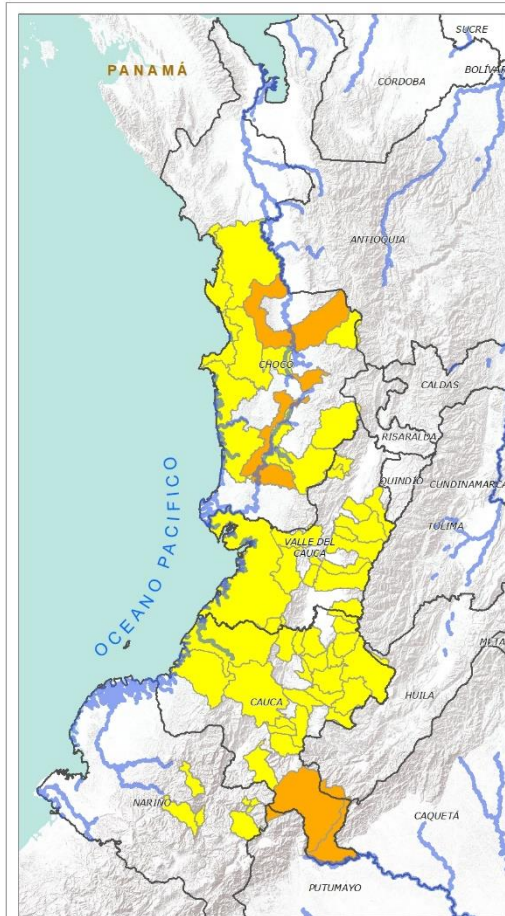 SUCRE
PANAMÁ
BOLÍVAR
CÓRDOBA
ANTIOQUIA
CHOCÓ
CALDAS
RISARALDA
QUINDÍO
CUNDINAMARCA
OCEANO PACIFICO
TULIMA
VALLE DEL
CAUCA
META
HUILA
CAUCA
NARIÑO
CAQUETÁ
PUTUMAYO